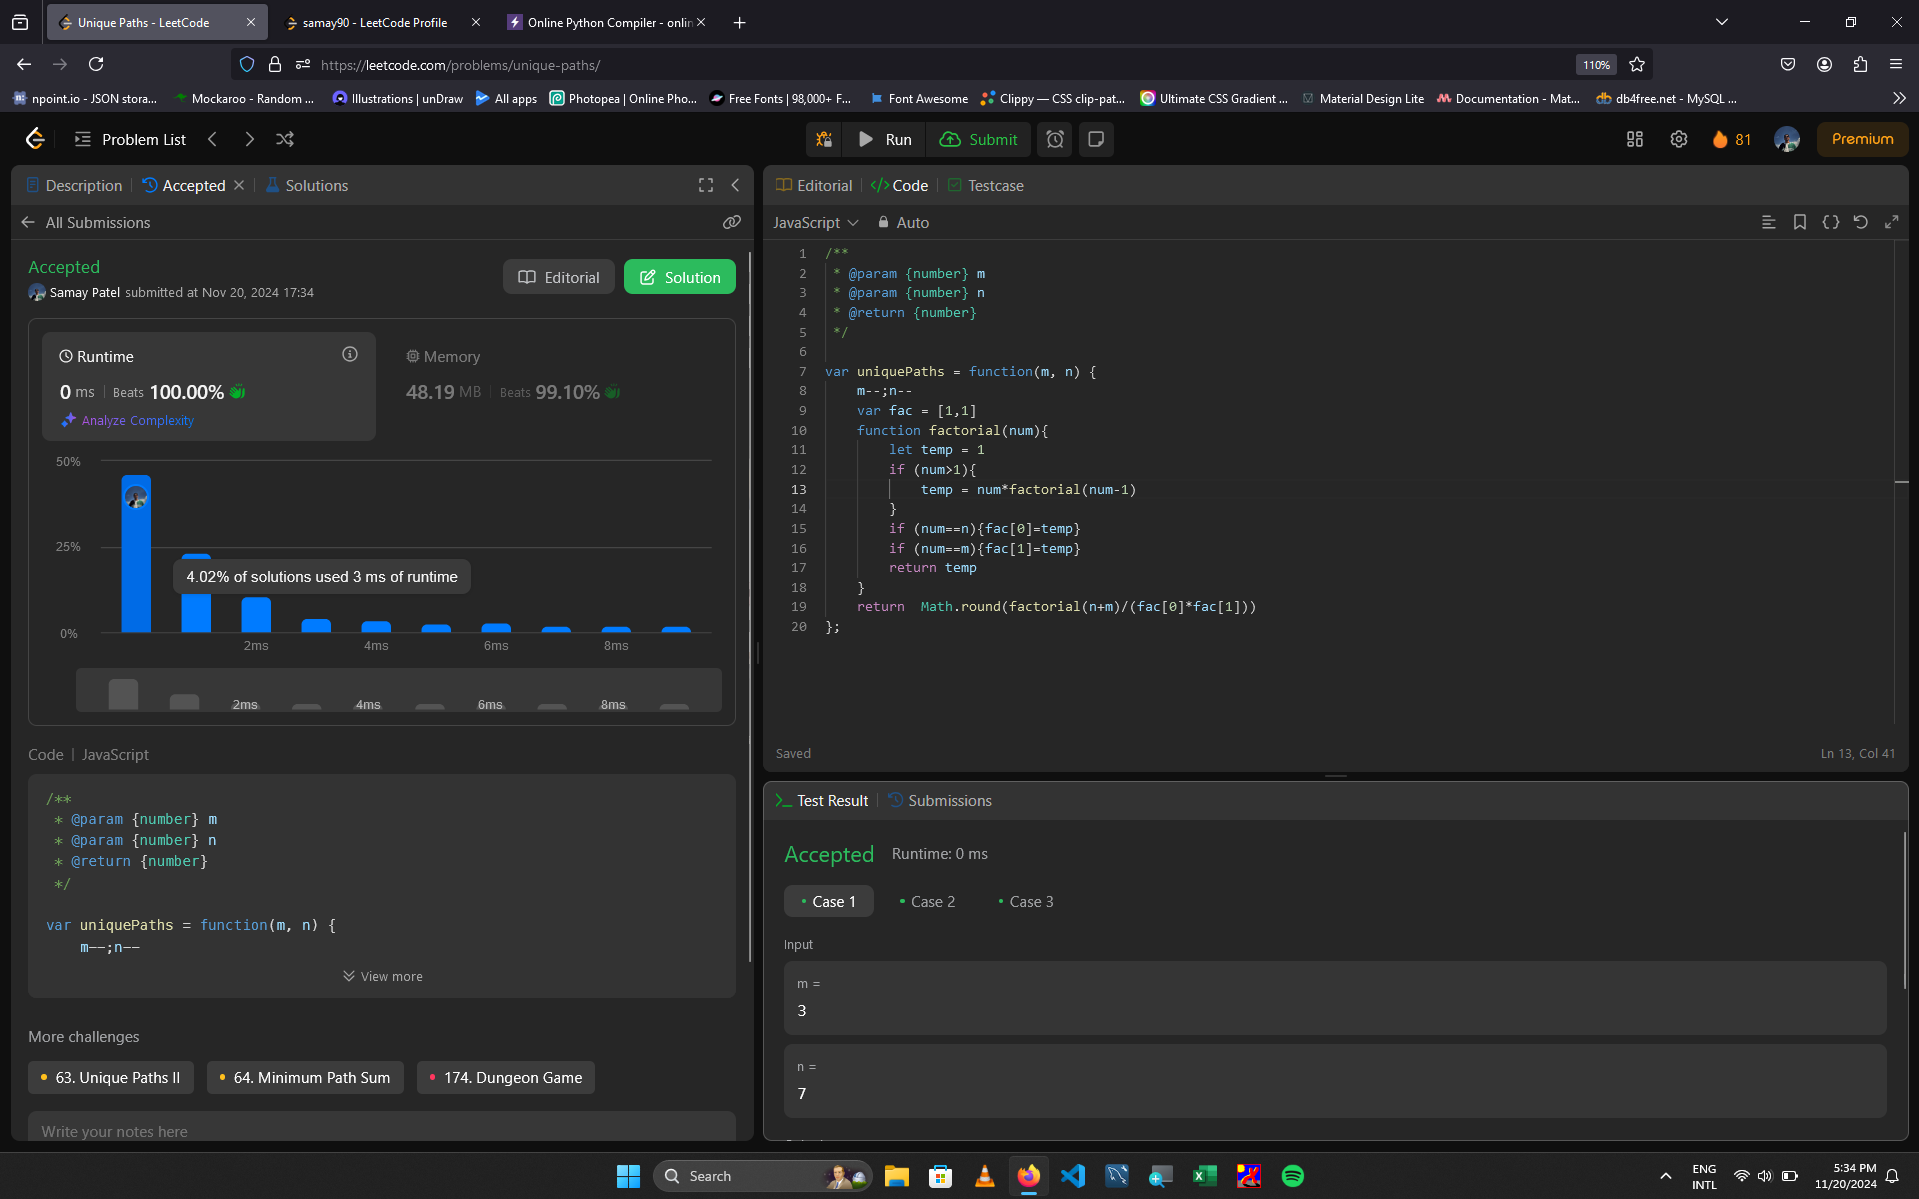 Unique Paths - LeetCode
samay90 - LeetCode Profile
Online Python Compiler - onlin
https://leetcode.com/problems/unique-paths/
110%
npoint.io - JSON stora...
Mockaroo - Random ...
Illustrations | unDraw
All apps
Photopea | Online Pho...
Free Fonts | 98,000+ F...
Font Awesome
Clippy — CSS clip-pat...
Ultimate CSS Gradient ...
Material Design Lite
Documentation - Mat...
db4free.net - MySQL ...
Problem List
Run
Submit
81
Premium
Description
Accepted
Solutions
All Submissions
Accepted
Samay Patel submitted at Nov 20, 2024 17:34
Editorial
Solution
Runtime
0 ms | Beats 100.00%
Analyze Complexity
Memory
48.19 MB | Beats 99.10%
50%
25%
0%
4.02% of solutions used 3 ms of runtime
2ms 4ms 6ms 8ms
2ms 4ms 6ms 8ms
Code | JavaScript
/**
 * @param {number} m
 * @param {number} n
 * @return {number}
 */
var uniquePaths = function(m, n) {
    m--;n--
View more
More challenges
63. Unique Paths II
64. Minimum Path Sum
174. Dungeon Game
Write your notes here
Editorial
Code
Testcase
JavaScript
Auto
1 /**
2  * @param {number} m
3  * @param {number} n
4  * @return {number}
5  */
6
7 var uniquePaths = function(m, n) {
8     m--;n--
9     var fac = [1,1]
10     function factorial(num){
11         let temp = 1
12         if (num>1){
13             temp = num*factorial(num-1)
14         }
15         if (num==n){fac[0]=temp}
16         if (num==m){fac[1]=temp}
17         return temp
18     }
19     return  Math.round(factorial(n+m)/(fac[0]*fac[1]))
20 };
Saved
Ln 13, Col 41
Test Result
Submissions
Accepted
Runtime: 0 ms
Case 1
Case 2
Case 3
Input
m =
3
n =
7
Search
ENG
INTL
5:34 PM
11/20/2024